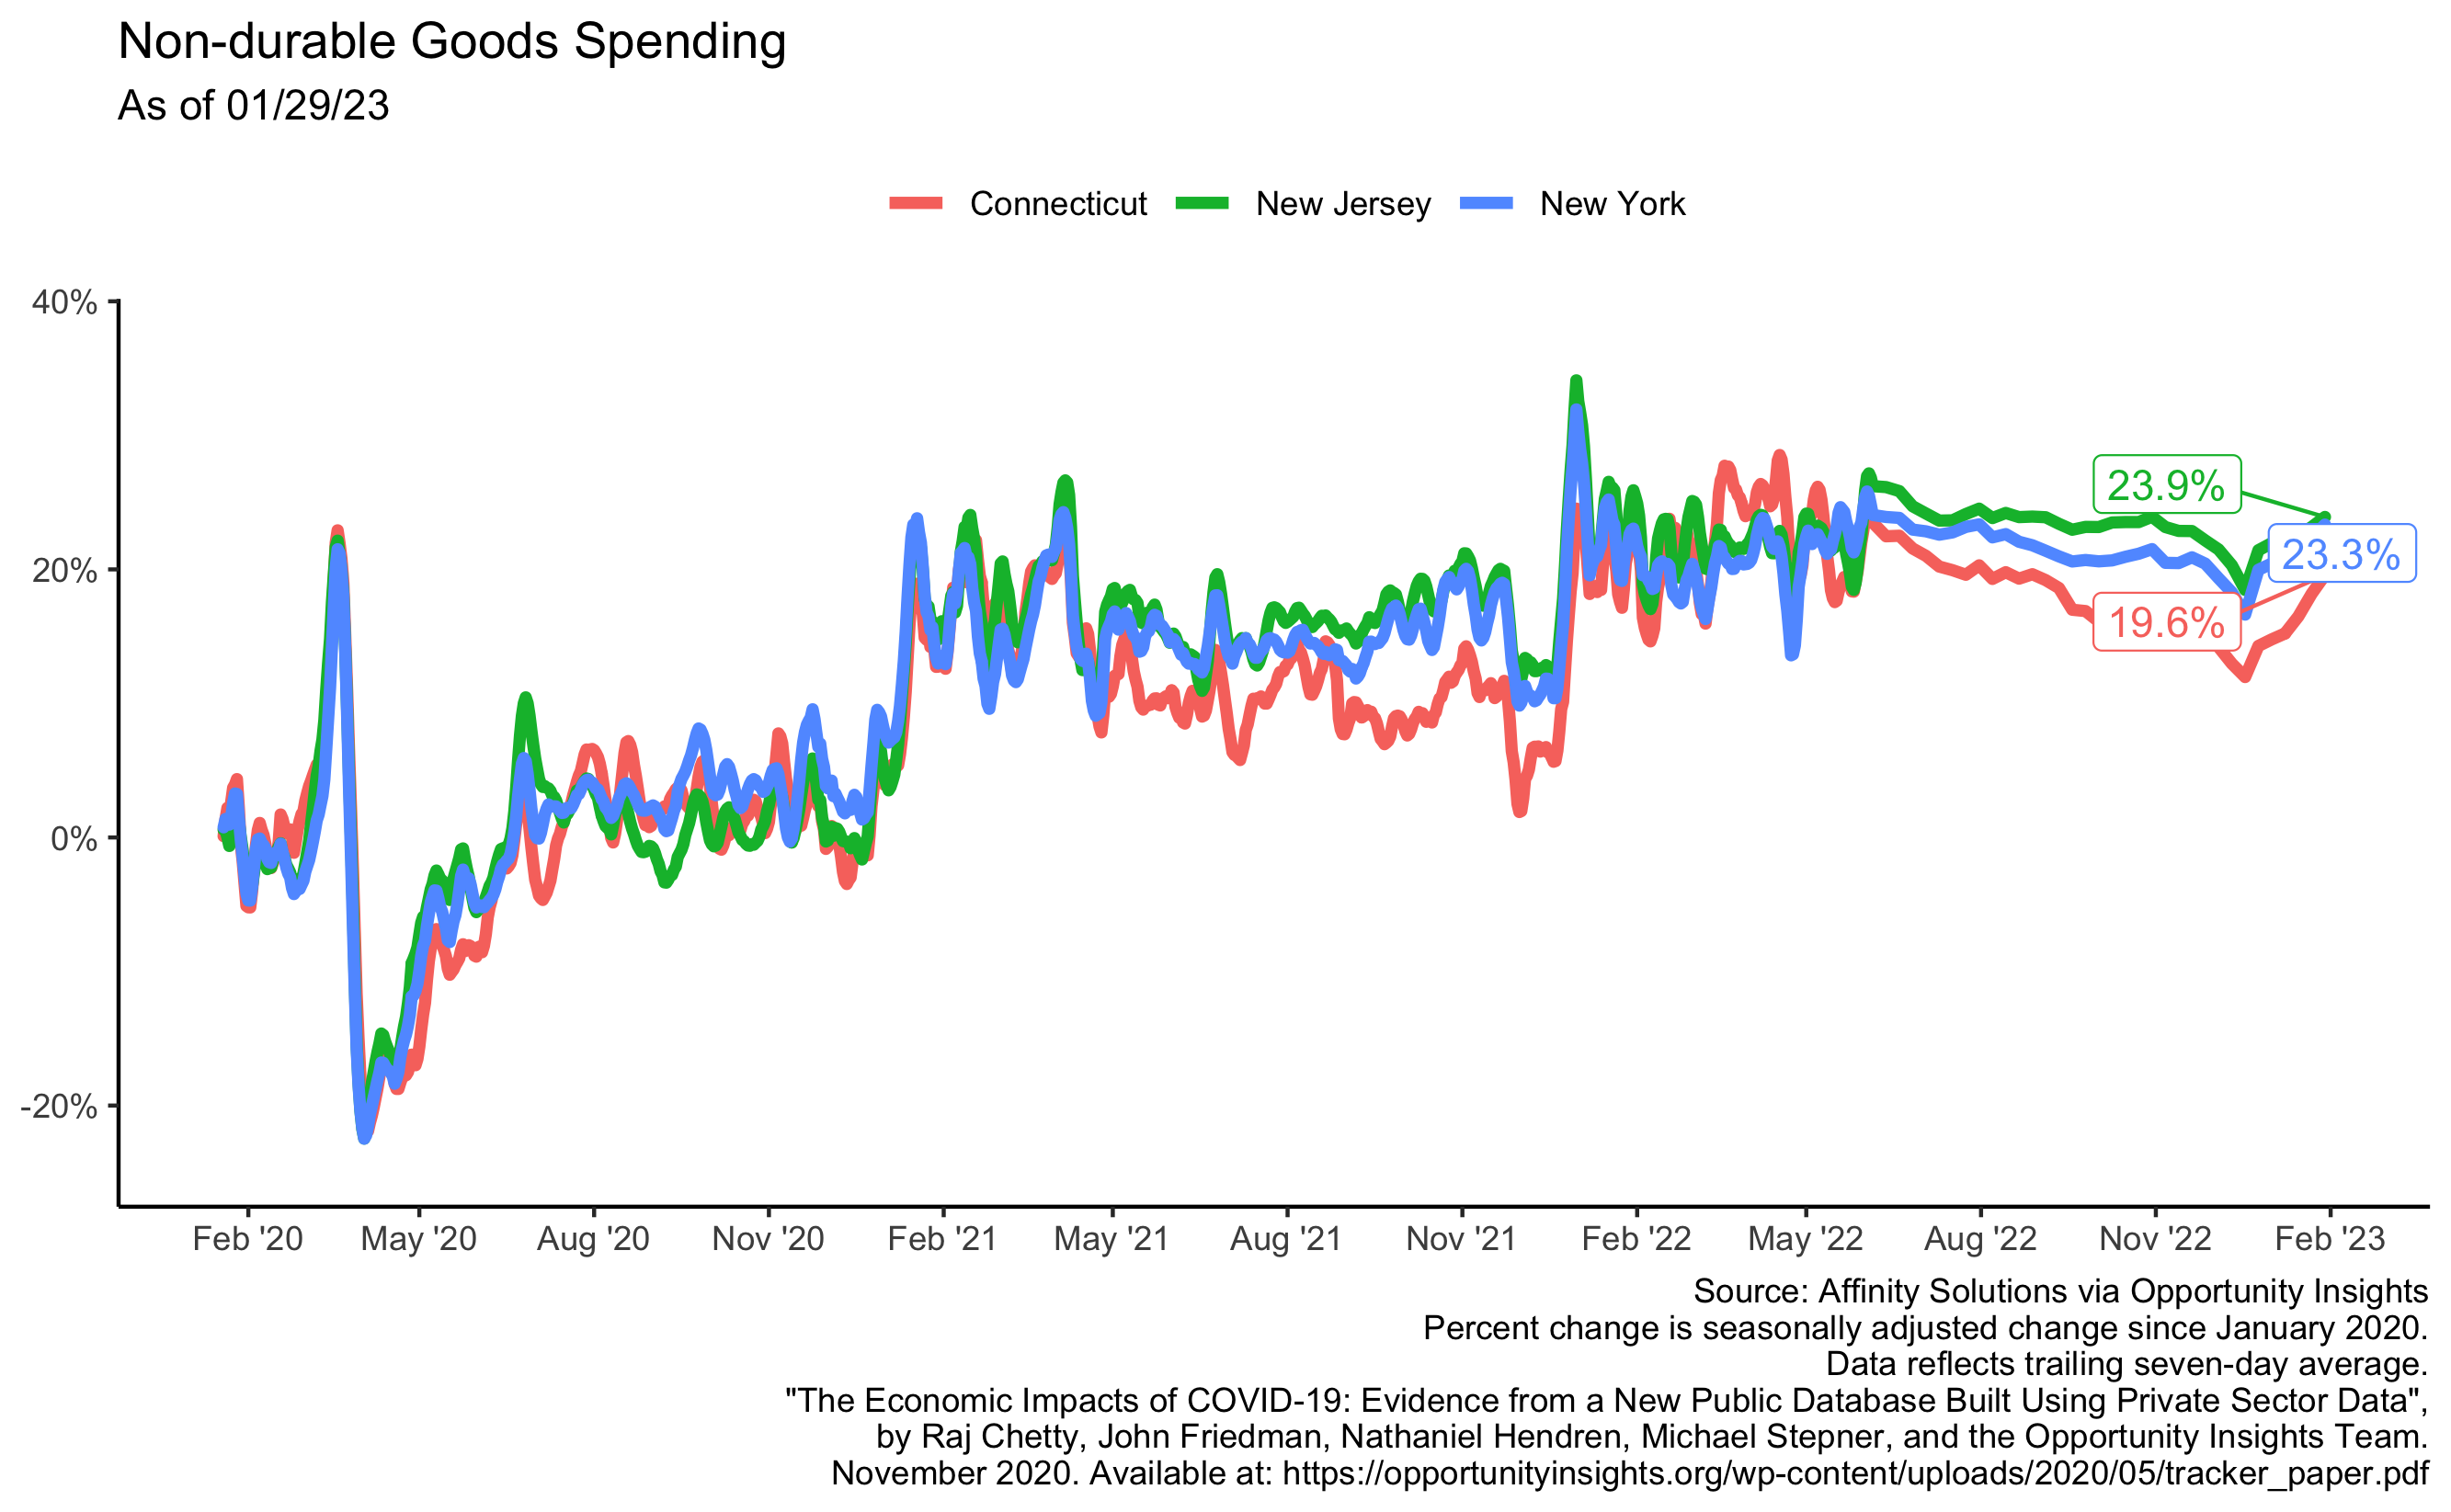 Non-durable Goods Spending
As of 01/29/23
Connecticut New Jersey New York
40%
20%
0%
-20%
23.9%
23.3%
19.6%
Feb '20 May '20 Aug '20 Nov '20 Feb '21 May '21 Aug '21 Nov '21 Feb '22 May '22 Aug '22 Nov '22 Feb '23
Source: Affinity Solutions via Opportunity Insights
Percent change is seasonally adjusted change since January 2020.
Data reflects trailing seven-day average.
"The Economic Impacts of COVID-19: Evidence from a New Public Database Built Using Private Sector Data",
by Raj Chetty, John Friedman, Nathaniel Hendren, Michael Stepner, and the Opportunity Insights Team.
November 2020. Available at: https://opportunityinsights.org/wp-content/uploads/2020/05/tracker_paper.pdf